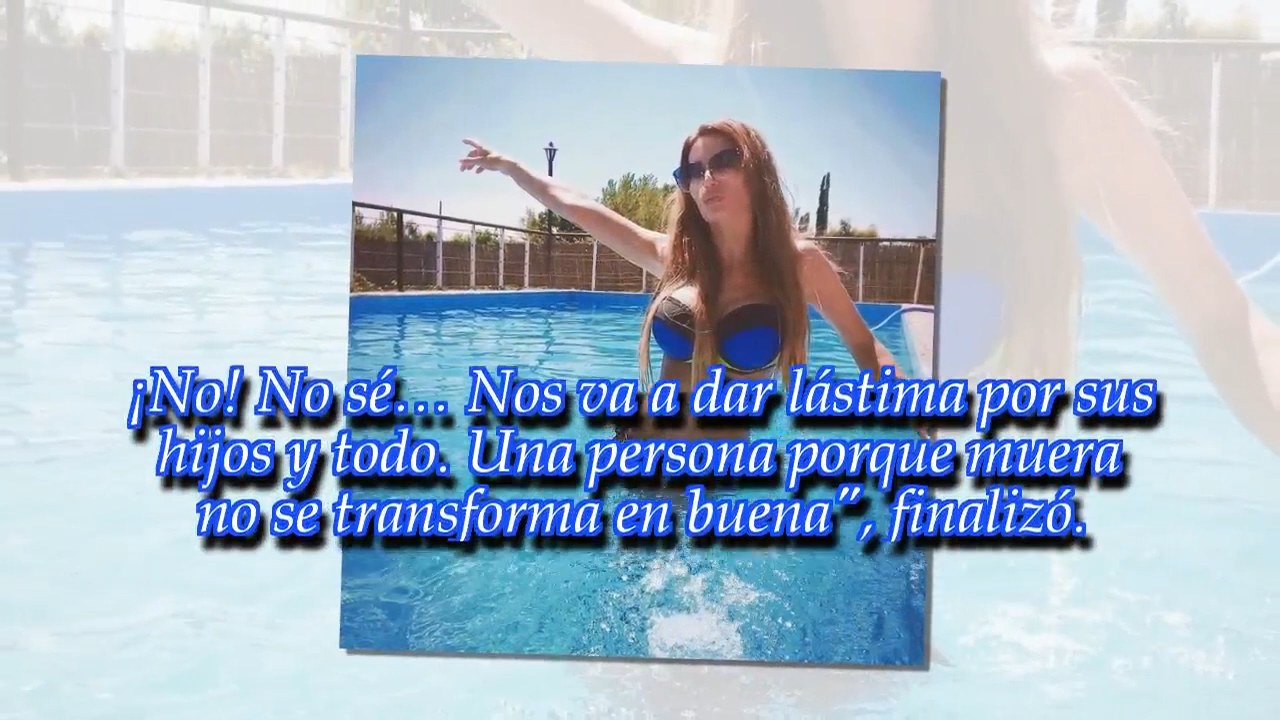 ¡No! No sé... Nos va a dar lástima por sus
hijos y todo. Una persona porque muera
no se transforma en buena”, finalizó.